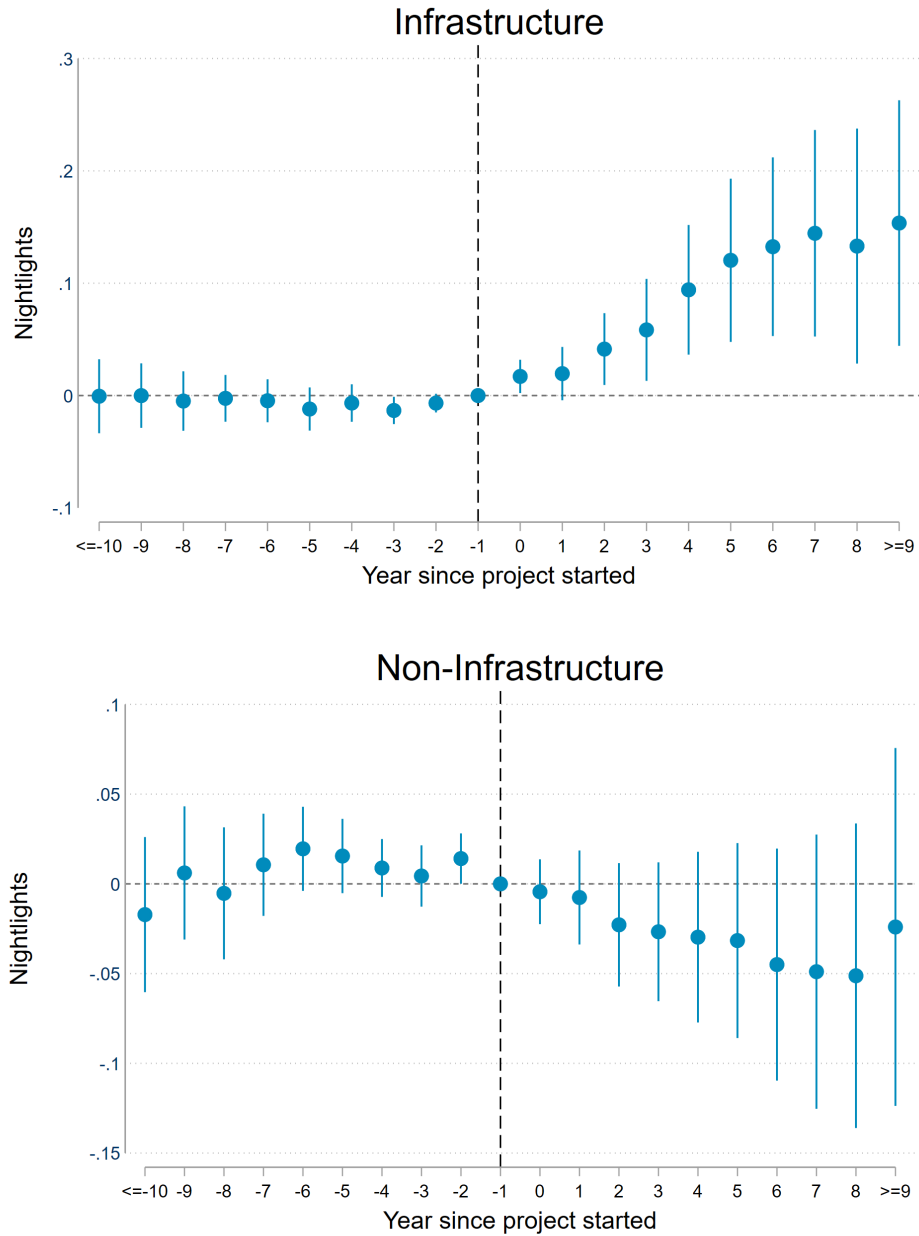 Infrastructure
.3
.2
.1
0
-.1
Nightlights
<=-10 -9 -8 -7 -6 -5 -4 -3 -2 -1 0 1 2 3 4 5 6 7 8 >=9
Year since project started
Non-Infrastructure
.1
.05
0
-.05
-.1
-.15
Nightlights
<=-10 -9 -8 -7 -6 -5 -4 -3 -2 -1 0 1 2 3 4 5 6 7 8 >=9
Year since project started